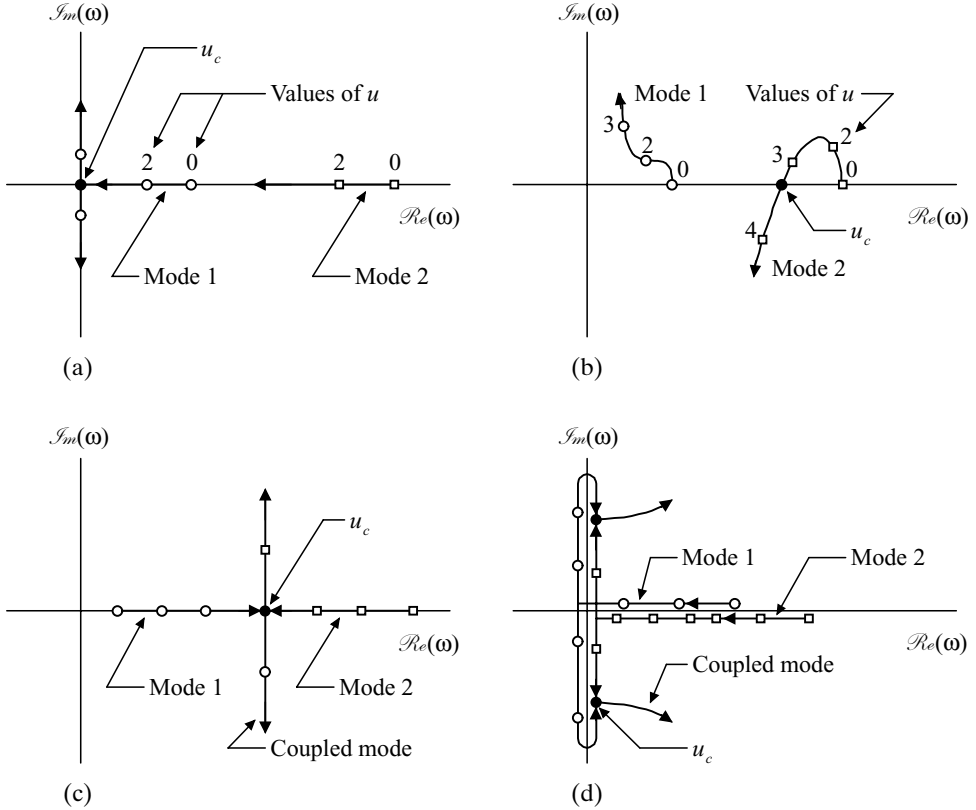 ℐm(ω)
u_c
Values of u
2 0 2 0
ℛe(ω)
Mode 1
Mode 2
(a)
ℐm(ω)
Mode 1
Values of u
3 2 0 3 2 0
ℛe(ω)
u_c
4
Mode 2
(b)
ℐm(ω)
u_c
ℛe(ω)
Mode 1
Mode 2
Coupled mode
(c)
ℐm(ω)
Mode 1
Mode 2
ℛe(ω)
Coupled mode
u_c
(d)